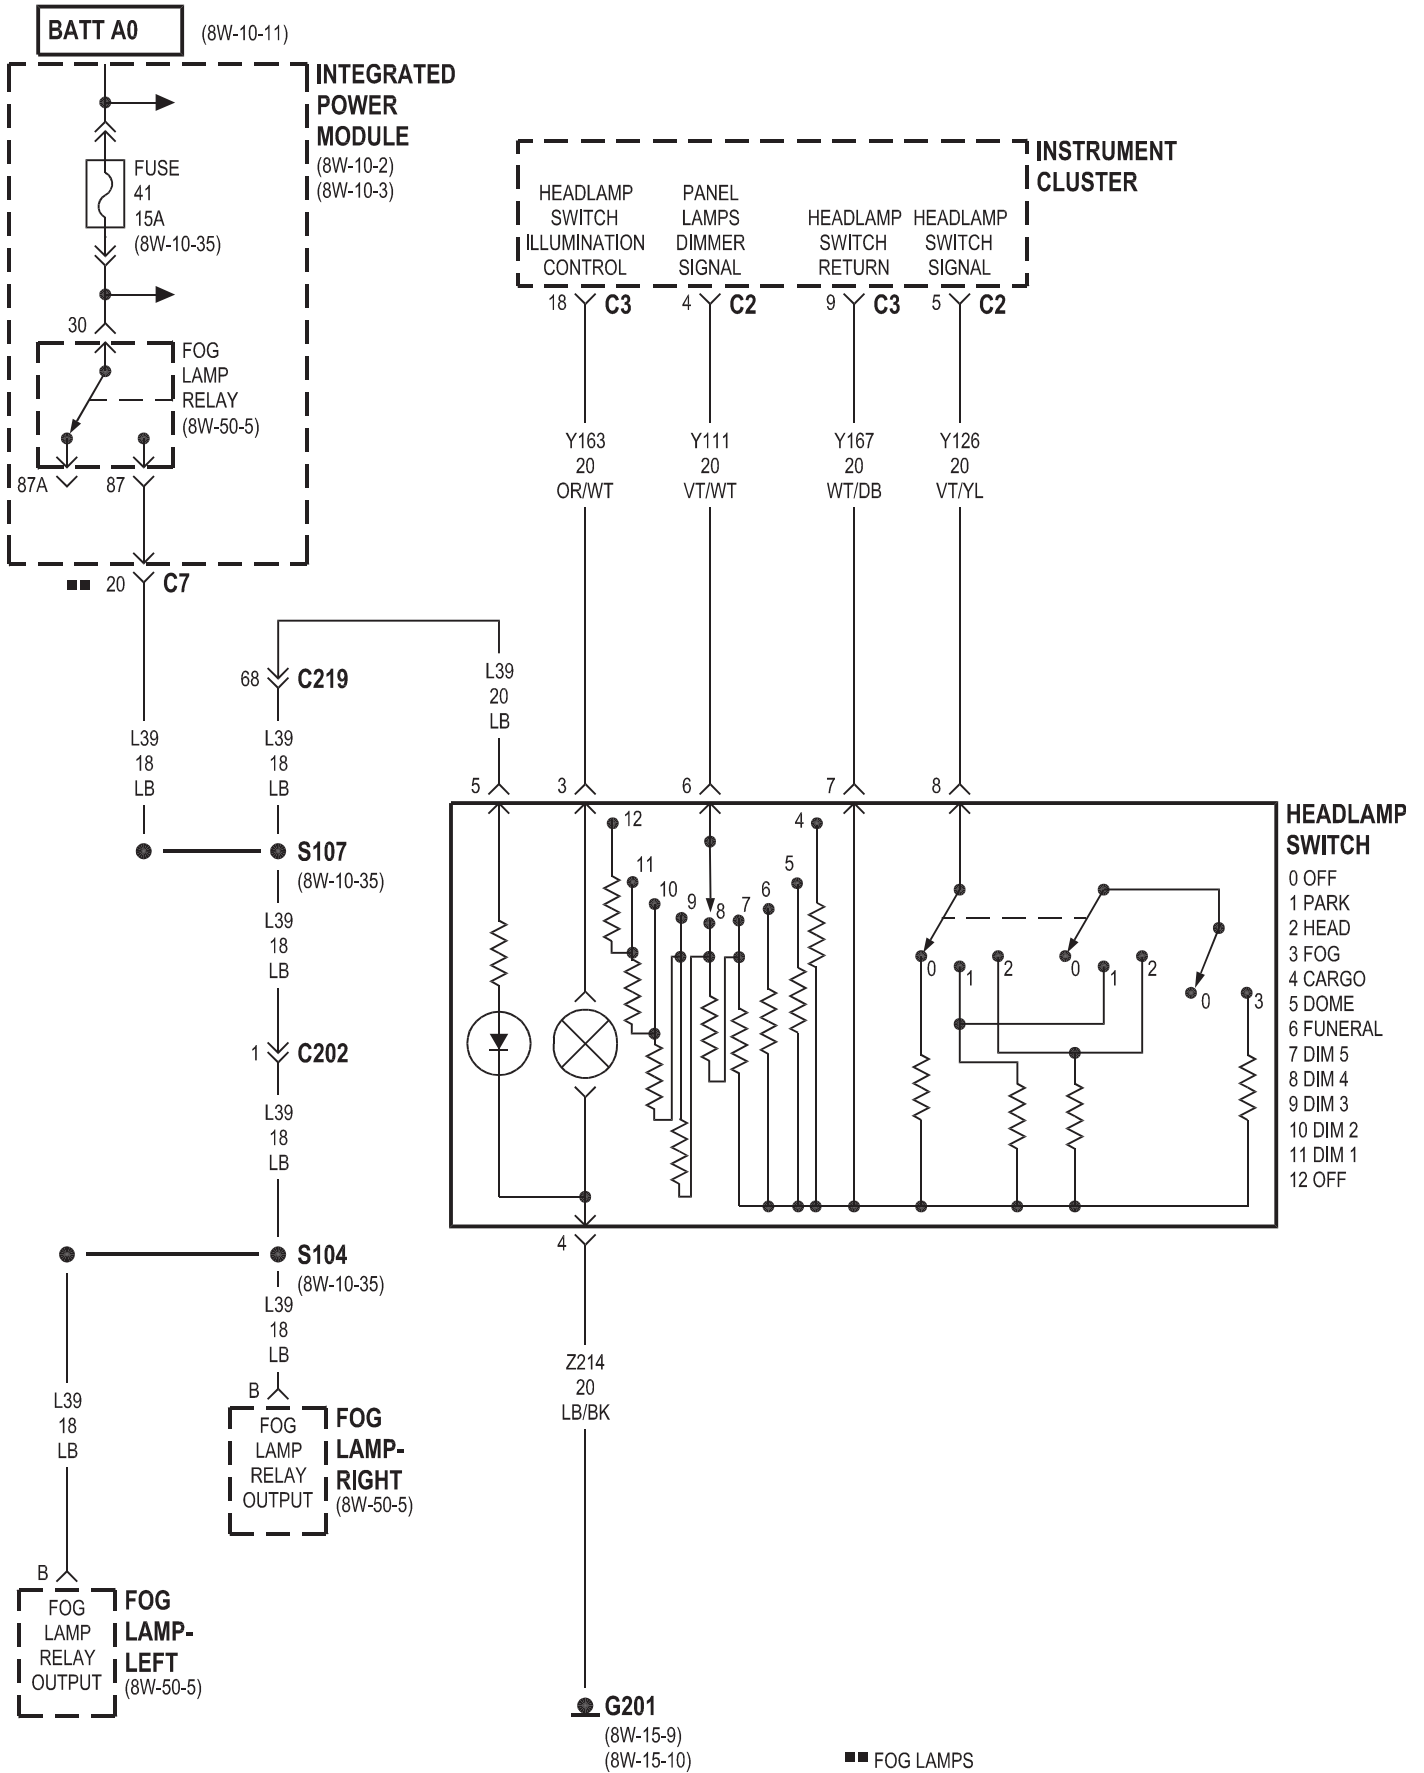 BATT A0
(8W-10-11)
INTEGRATED
POWER
MODULE
(8W-10-2)
(8W-10-3)
FUSE
41
15A
(8W-10-35)
30
FOG
LAMP
RELAY
(8W-50-5)
87A
87
20
C7
INSTRUMENT
CLUSTER
HEADLAMP
SWITCH
ILLUMINATION
CONTROL
PANEL
LAMPS
DIMMER
SIGNAL
HEADLAMP
SWITCH
RETURN
HEADLAMP
SWITCH
SIGNAL
18 C3
4 C2
9 C3
5 C2
Y163
20
OR/WT
Y111
20
VT/WT
Y167
20
WT/DB
Y126
20
VT/YL
68 C219
L39
20
LB
L39
18
LB
L39
18
LB
S107
(8W-10-35)
L39
18
LB
1 C202
L39
18
LB
S104
(8W-10-35)
L39
18
LB
L39
18
LB
B
FOG
LAMP
RELAY
OUTPUT
FOG
LAMP-
RIGHT
(8W-50-5)
B
FOG
LAMP
RELAY
OUTPUT
FOG
LAMP-
LEFT
(8W-50-5)
5
3
6
7
8
12
11
10
9
8
7
6
5
4
0
1
2
0
1
2
0
3
HEADLAMP
SWITCH
0 OFF
1 PARK
2 HEAD
3 FOG
4 CARGO
5 DOME
6 FUNERAL
7 DIM 5
8 DIM 4
9 DIM 3
10 DIM 2
11 DIM 1
12 OFF
4
Z214
20
LB/BK
G201
(8W-15-9)
(8W-15-10)
FOG LAMPS